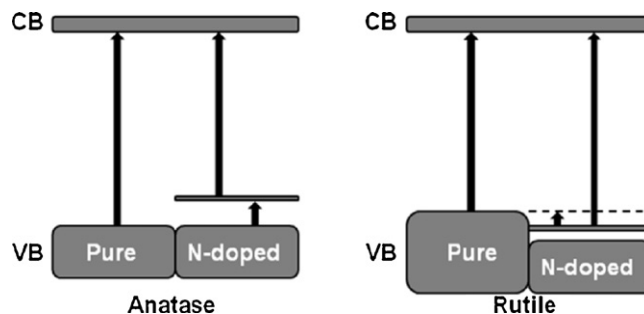 CB
CB
VB
Pure
N-doped
VB
Pure
N-doped
Anatase
Rutile